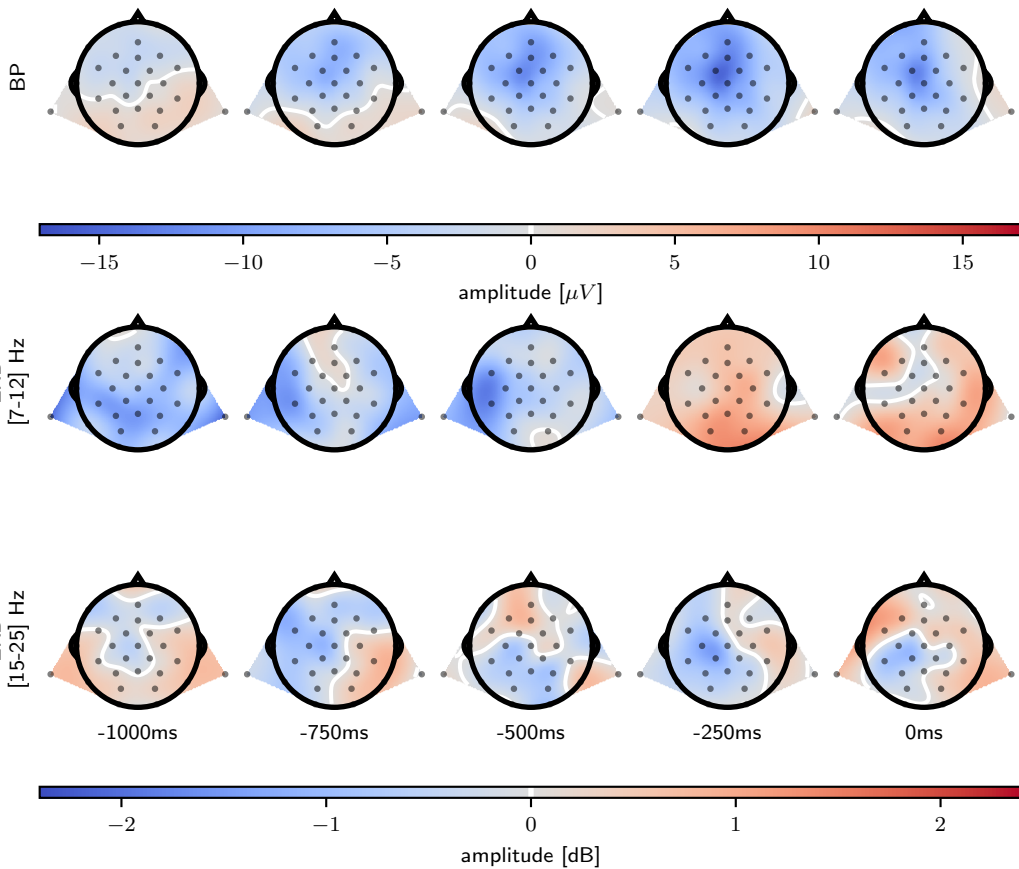 BP
−15 −10 −5 0 5 10 15
amplitude [μV]
[7-12] Hz
[15-25] Hz
-1000ms -750ms -500ms -250ms 0ms
−2 −1 0 1 2
amplitude [dB]